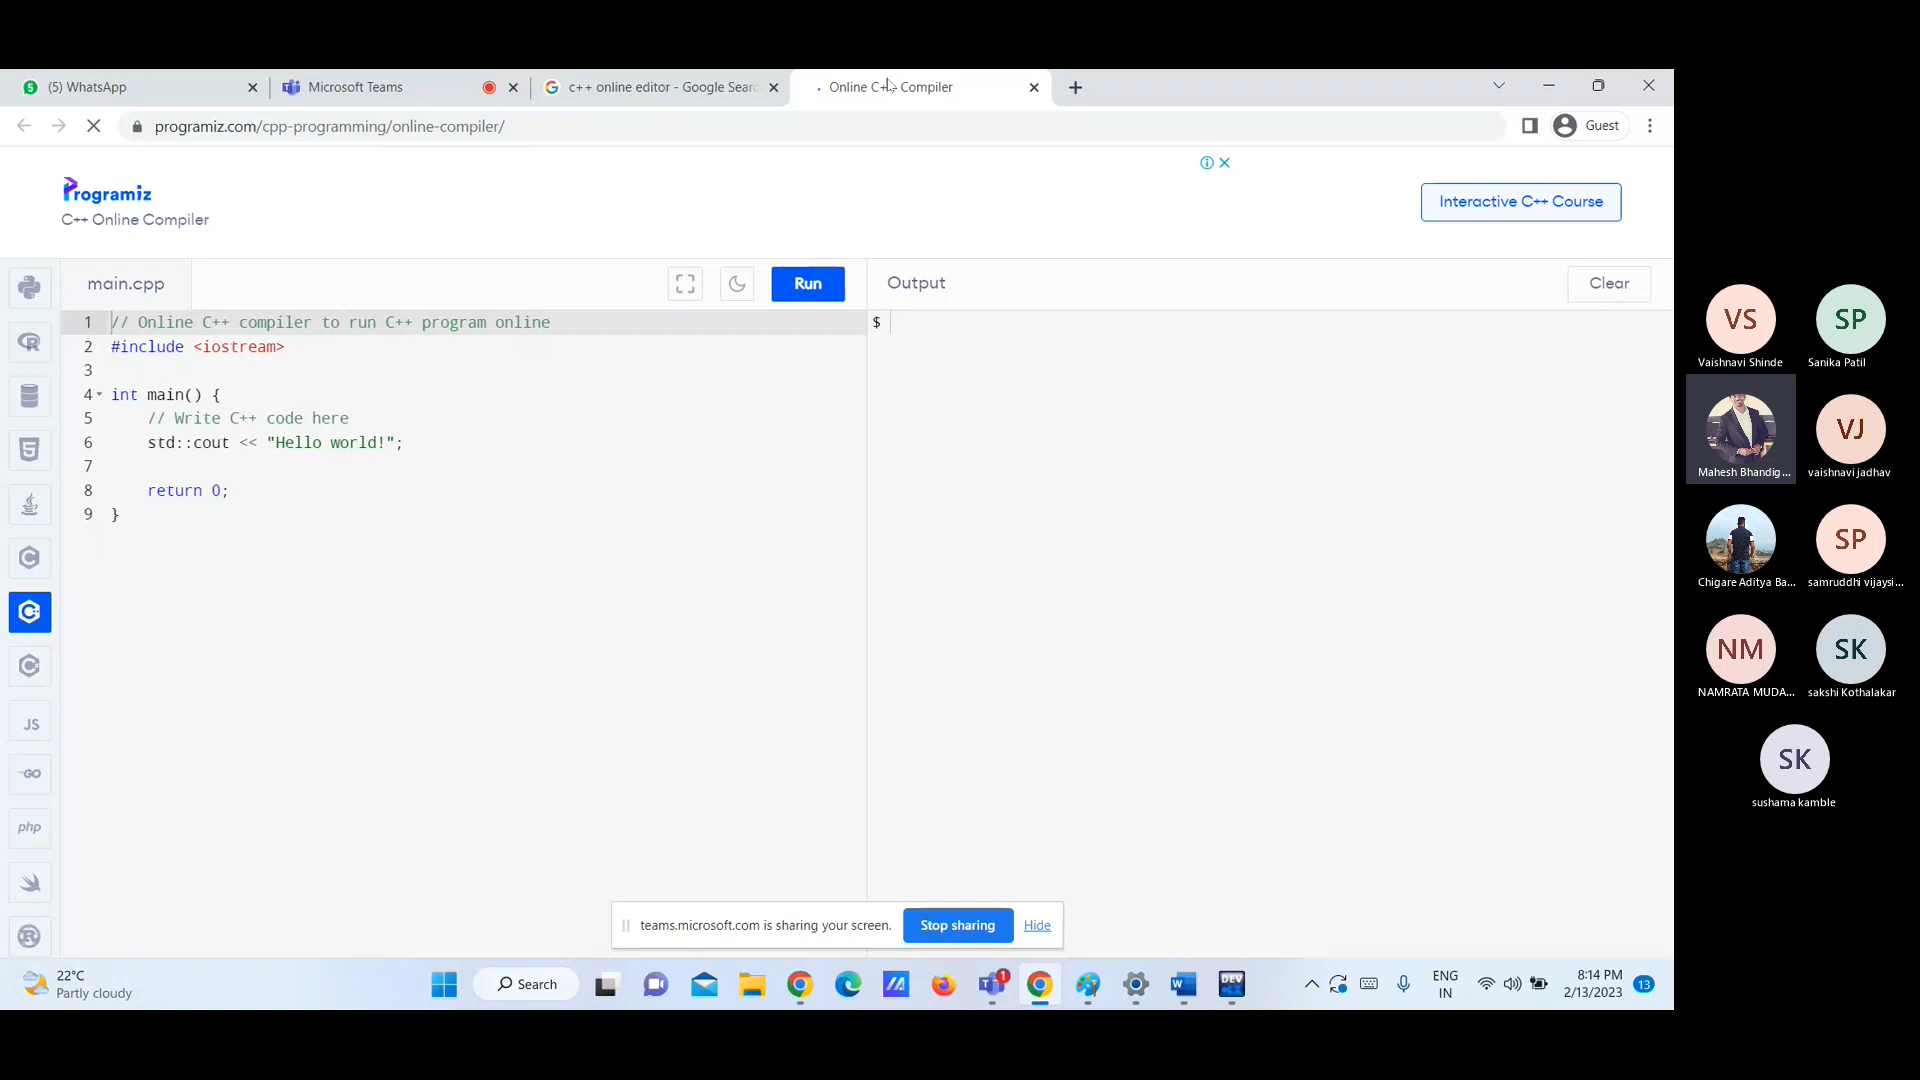 5
(5) WhatsApp
Microsoft Teams
c++ online editor - Google Searc
Online C++ Compiler
programiz.com/cpp-programming/online-compiler/
Guest
Programiz
C++ Online Compiler
Interactive C++ Course
main.cpp
Run
Output
Clear
1 // Online C++ compiler to run C++ program online
2 #include <iostream>
3
4 int main() {
5 // Write C++ code here
6 std::cout << "Hello world!";
7
8 return 0;
9 }
$
JS
GO
php
VS
Vaishnavi Shinde
SP
Sanika Patil
Mahesh Bhandig...
VJ
vaishnavi jadhav
Chigare Aditya Ba...
SP
samruddhi vijaysi...
NM
NAMRATA MUDA...
SK
sakshi Kothalakar
SK
sushama kamble
teams.microsoft.com is sharing your screen.
Stop sharing
Hide
22°C
Partly cloudy
Search
1
DEV
ENG
IN
8:14 PM
2/13/2023
13